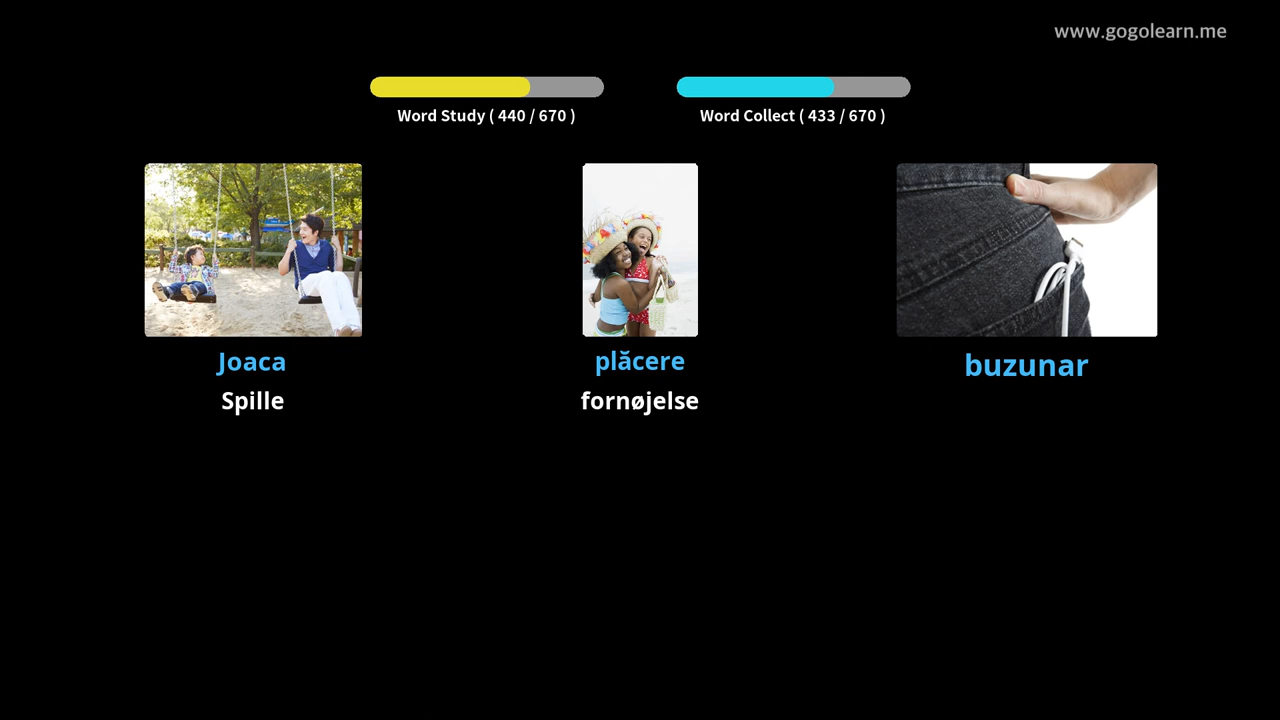 www.gogolearn.me
Word Study ( 440 / 670 )
Word Collect ( 433 / 670 )
Joaca
Spille
plăcere
fornøjelse
buzunar